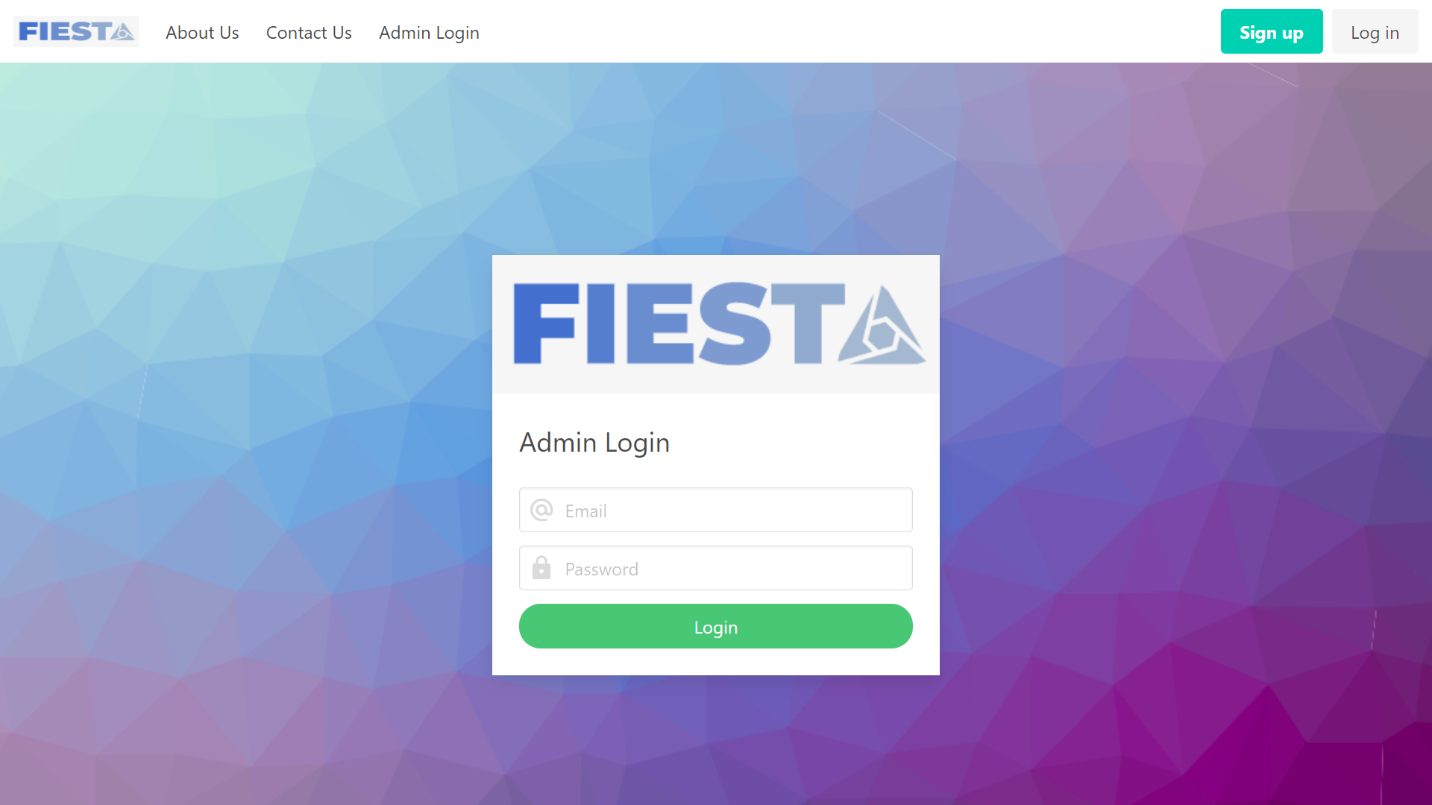 FIESTA About Us Contact Us Admin Login Sign up Log in
FIESTA
Admin Login
Email
Password
Login